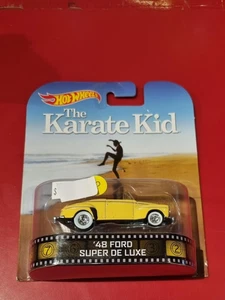 Hot Wheels
The
Karate Kid
'48 FORD
SUPER DE LUXE